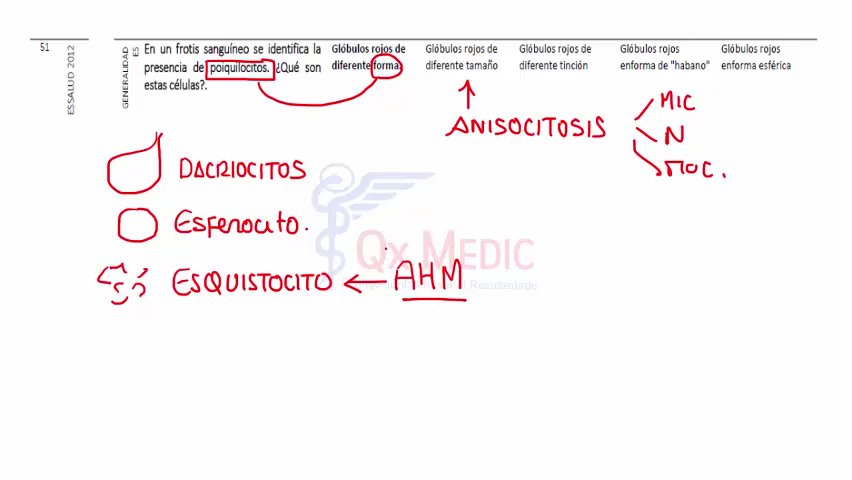 51
ESSALUD 2012
GENERALIDAD
ES
En un frotis sanguíneo se identifica la
presencia de poiquilocitos. ¿Qué son
estas células?.
Glóbulos rojos de
diferente forma.
Glóbulos rojos de
diferente tamaño
Glóbulos rojos de
diferente tinción
Glóbulos rojos
enforma de "habano"
Glóbulos rojos
enforma esférica
ANISOCITOSIS
MIC
N
DACRIOCITOS
Esferocito.
Qx MEDIC
ESQUISTOCITO ← AHM